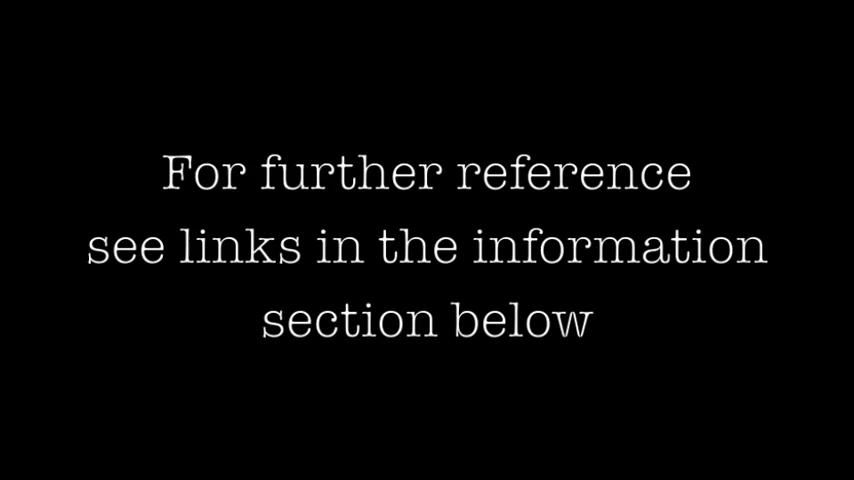 For further reference
see links in the information
section below